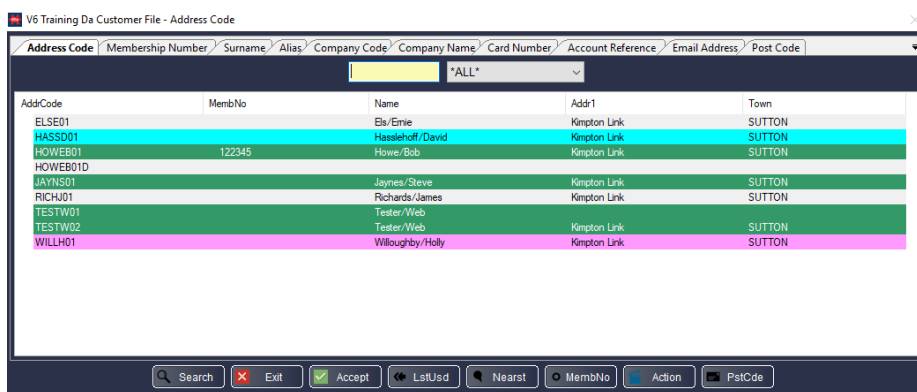 V6 Training Da Customer File - Address Code
Address Code Membership Number Surname Alias Company Code Company Name Card Number Account Reference Email Address Post Code
*ALL*
AddrCode MembNo Name Addr1 Town
ELSE01 Els/Ernie Kimpton Link SUTTON
HASSD01 Hasslehoff/David Kimpton Link SUTTON
HOWEB01 122345 Howe/Bob Kimpton Link SUTTON
HOWEB01D
JAYNS01 Jaynes/Steve Kimpton Link SUTTON
RICHJ01 Richards/James Kimpton Link SUTTON
TESTW01 Tester/Web
TESTW02 Tester/Web Kimpton Link SUTTON
WILLH01 Willoughby/Holly Kimpton Link SUTTON
Search Exit Accept LstUsd Nearst MembNo Action PstCde